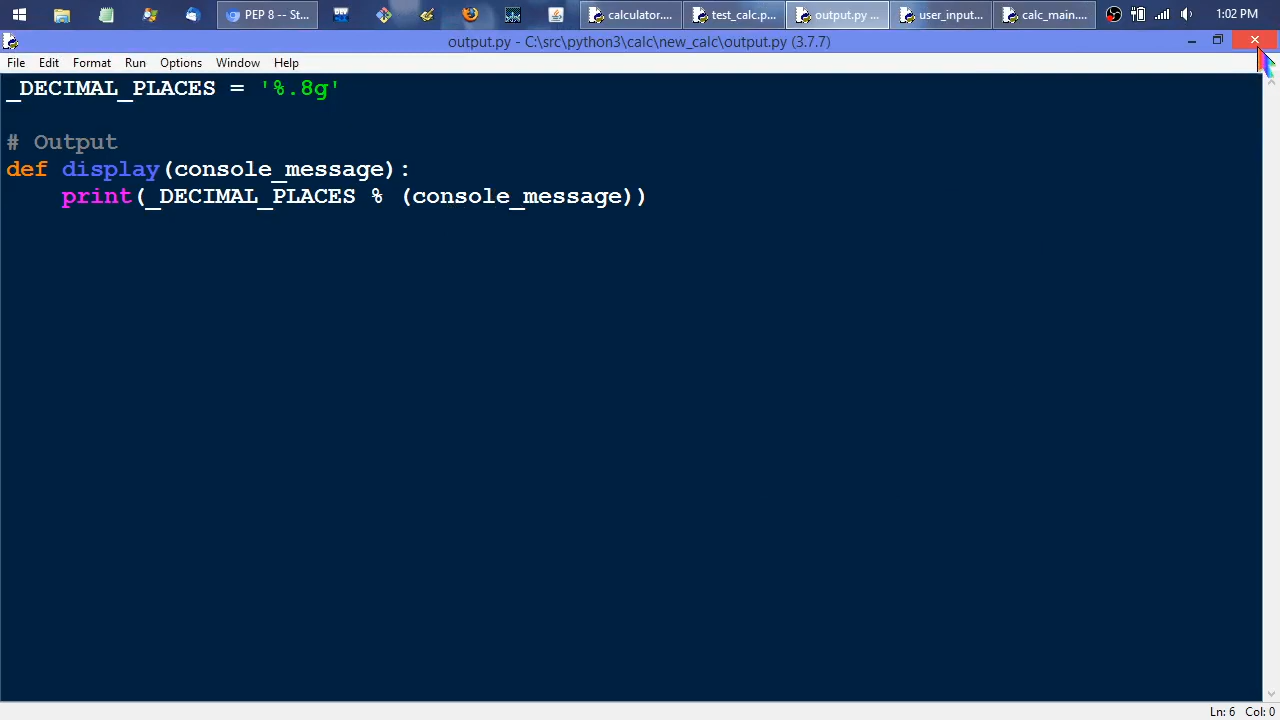 PEP 8 -- St...
DEV
calculator....
test_calc.p...
output.py ...
user_input...
calc_main....
1:02 PM
output.py - C:\src\python3\calc\new_calc\output.py (3.7.7)
File Edit Format Run Options Window Help
_DECIMAL_PLACES = '%.8g'
# Output
def display(console_message):
    print(_DECIMAL_PLACES % (console_message))
Ln: 6 Col: 0